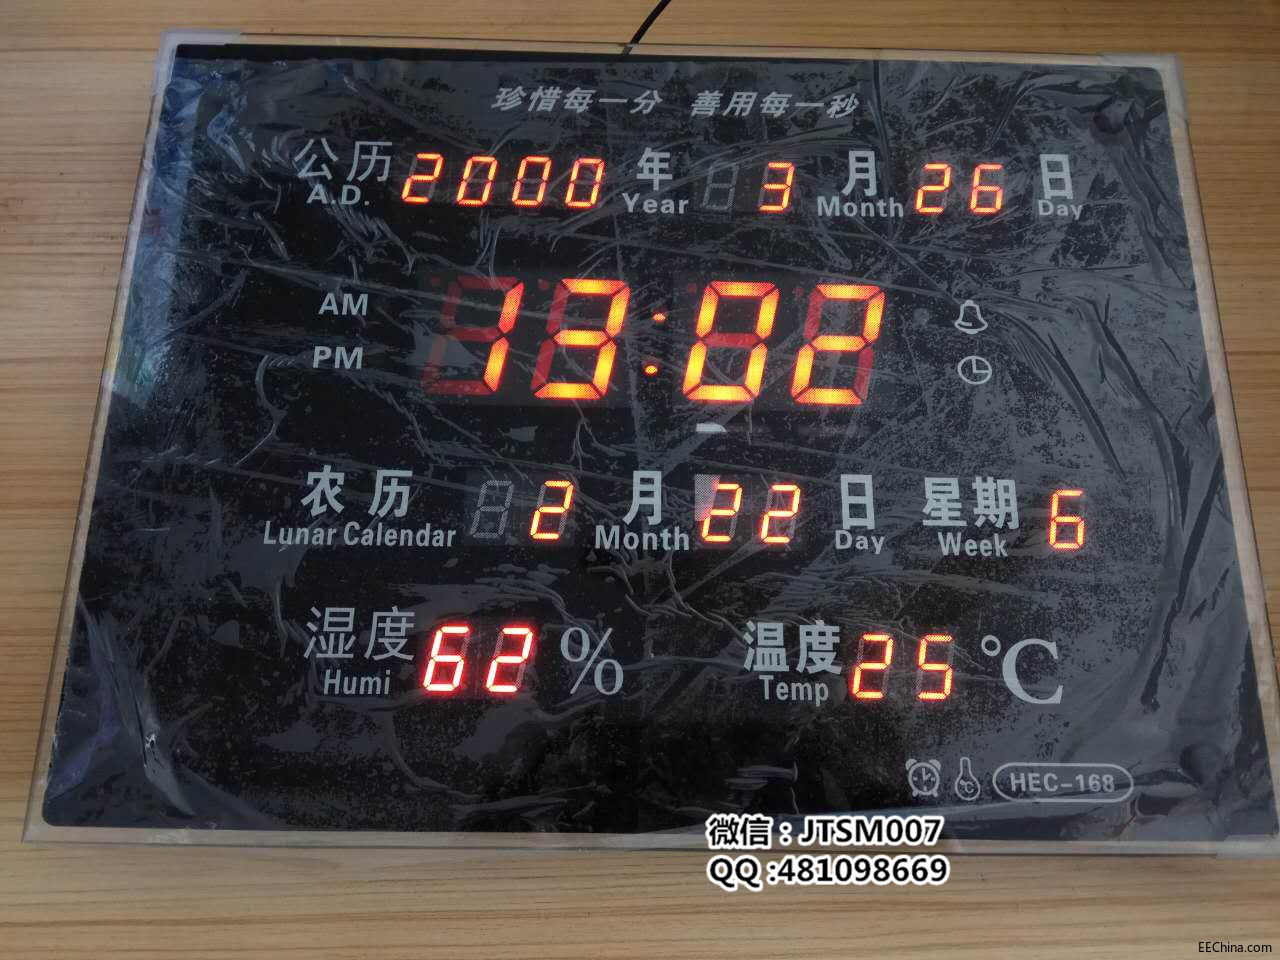 珍惜每一分 善用每一秒
公历 2000 年 3 月 26 日
A.D. Year Month Day
AM
13:02
PM
农历 2 月 22 日 星期 6
Lunar Calendar Month Day Week
湿度 62 % 温度 25 °C
Humi Temp
℃ HEC-168
微信：JTSM007
QQ:481098669
EEChina.com